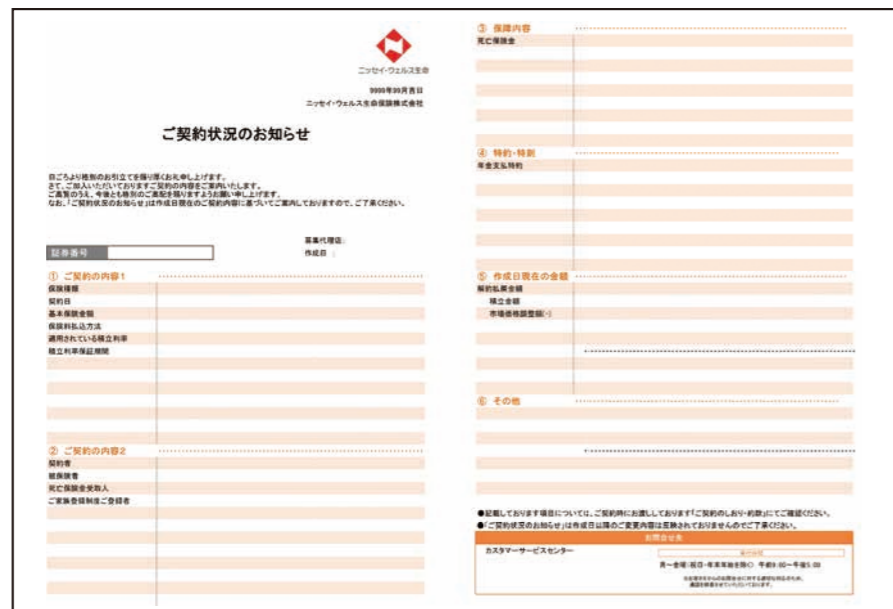 ニッセイ・ウェルス生命
9999年99月吉日
ニッセイ・ウェルス生命保険株式会社
ご契約状況のお知らせ
日ごろより格別のお引立てを賜り厚くお礼申し上げます。
さて、ご加入いただいておりますご契約の内容をご案内いたします。
ご高覧のうえ、今後とも格別のご高配を賜りますようお願い申し上げます。
なお、「ご契約状況のお知らせ」は作成日現在のご契約内容に基づいてご案内しておりますので、ご了承ください。
募集代理店:
証券番号
作成日 :
① ご契約の内容1
保険種類
契約日
基本保険金額
保険料払込方法
適用されている積立利率
積立利率保証期間
② ご契約の内容2
契約者
被保険者
死亡保険金受取人
ご家族登録制度ご登録者
③ 保障内容
死亡保険金
④ 特約・特則
年金支払特約
⑤ 作成日現在の金額
解約払戻金額
積立金額
市場価格調整額(-)
⑥ その他
●記載しております項目については、ご契約時にお渡ししております「ご契約のしおり・約款」にてご確認ください。
●「ご契約状況のお知らせ」は作成日以降のご変更内容は反映されておりませんのでご了承ください。
お問合せ先
カスタマーサービスセンター
受付時間
月~金曜(祝日・年末年始を除く) 午前9:00~午後5:00